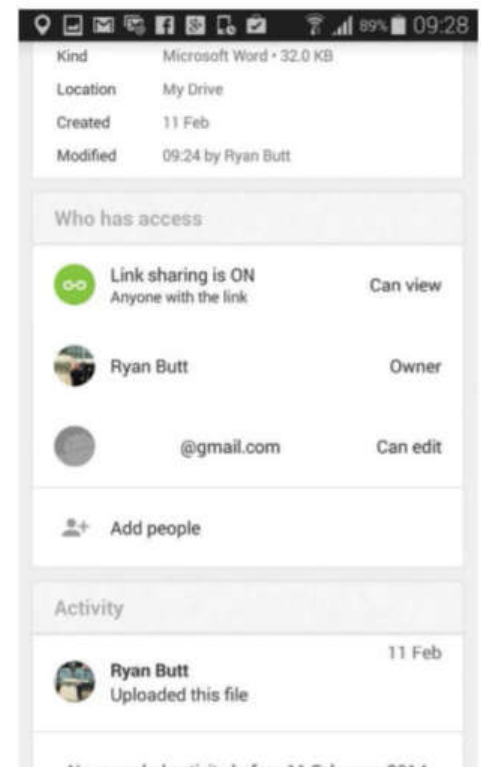 89% 09:28
Kind Microsoft Word • 32.0 KB
Location My Drive
Created 11 Feb
Modified 09:24 by Ryan Butt
Who has access
Link sharing is ON
Anyone with the link
Can view
Ryan Butt Owner
@gmail.com Can edit
Add people
Activity
11 Feb
Ryan Butt
Uploaded this file